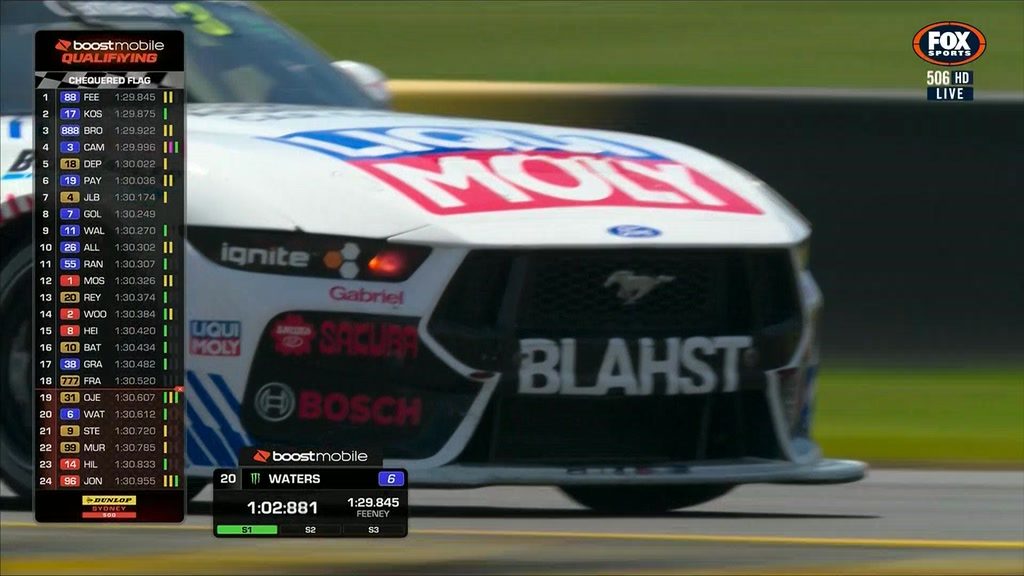 boostmobile
QUALIFIYING
CHEQUERED FLAG
1 88 FEE 1:29.845
2 17 KOS 1:29.875
3 888 BRO 1:29.922
4 3 CAM 1:29.996
5 18 DEP 1:30.022
6 19 PAY 1:30.036
7 4 JLB 1:30.174
8 7 GOL 1:30.249
9 11 WAL 1:30.270
10 26 ALL 1:30.302
11 55 RAN 1:30.307
12 1 MOS 1:30.326
13 20 REY 1:30.374
14 2 WOO 1:30.384
15 8 HEI 1:30.420
16 10 BAT 1:30.434
17 38 GRA 1:30.482
18 777 FRA 1:30.520
19 31 OJE 1:30.607
20 6 WAT 1:30.612
21 9 STE 1:30.720
22 99 MUR 1:30.785
23 14 HIL 1:30.833
24 96 JON 1:30.955
DUNLOP
SYDNEY
500
FOX
SPORTS
506 HD
LIVE
3
LIQUI
MOLY
Ford
ignite
Gabriel
LIQUI
MOLY
SAKURA
BOSCH
BLAHST
boostmobile
20 WATERS 6
1:02:881
1:29.845
FEENEY
S1 S2 S3